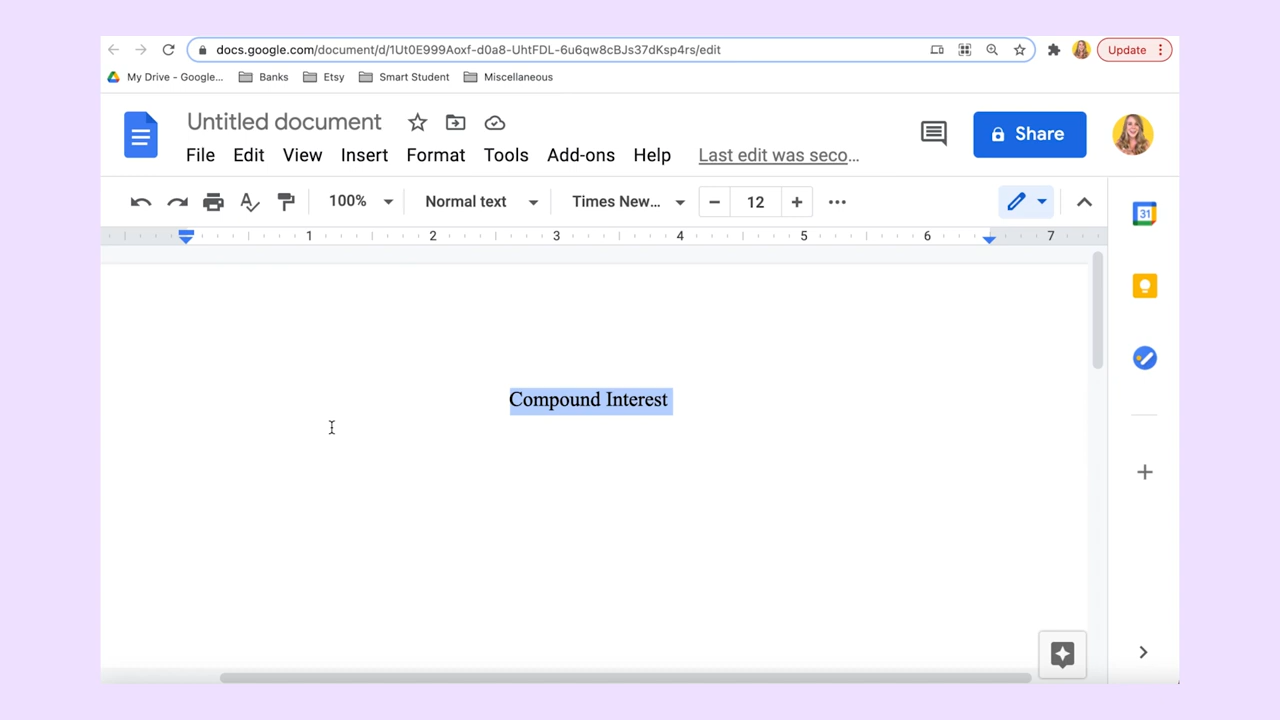 docs.google.com/document/d/1Ut0E999Aoxf-d0a8-UhtFDL-6u6qw8cBJs37dKsp4rs/edit
Update
My Drive - Google...
Banks
Etsy
Smart Student
Miscellaneous
Untitled document
File Edit View Insert Format Tools Add-ons Help Last edit was seco...
Share
100% Normal text Times New... 12
1 2 3 4 5 6 7
31
Compound Interest